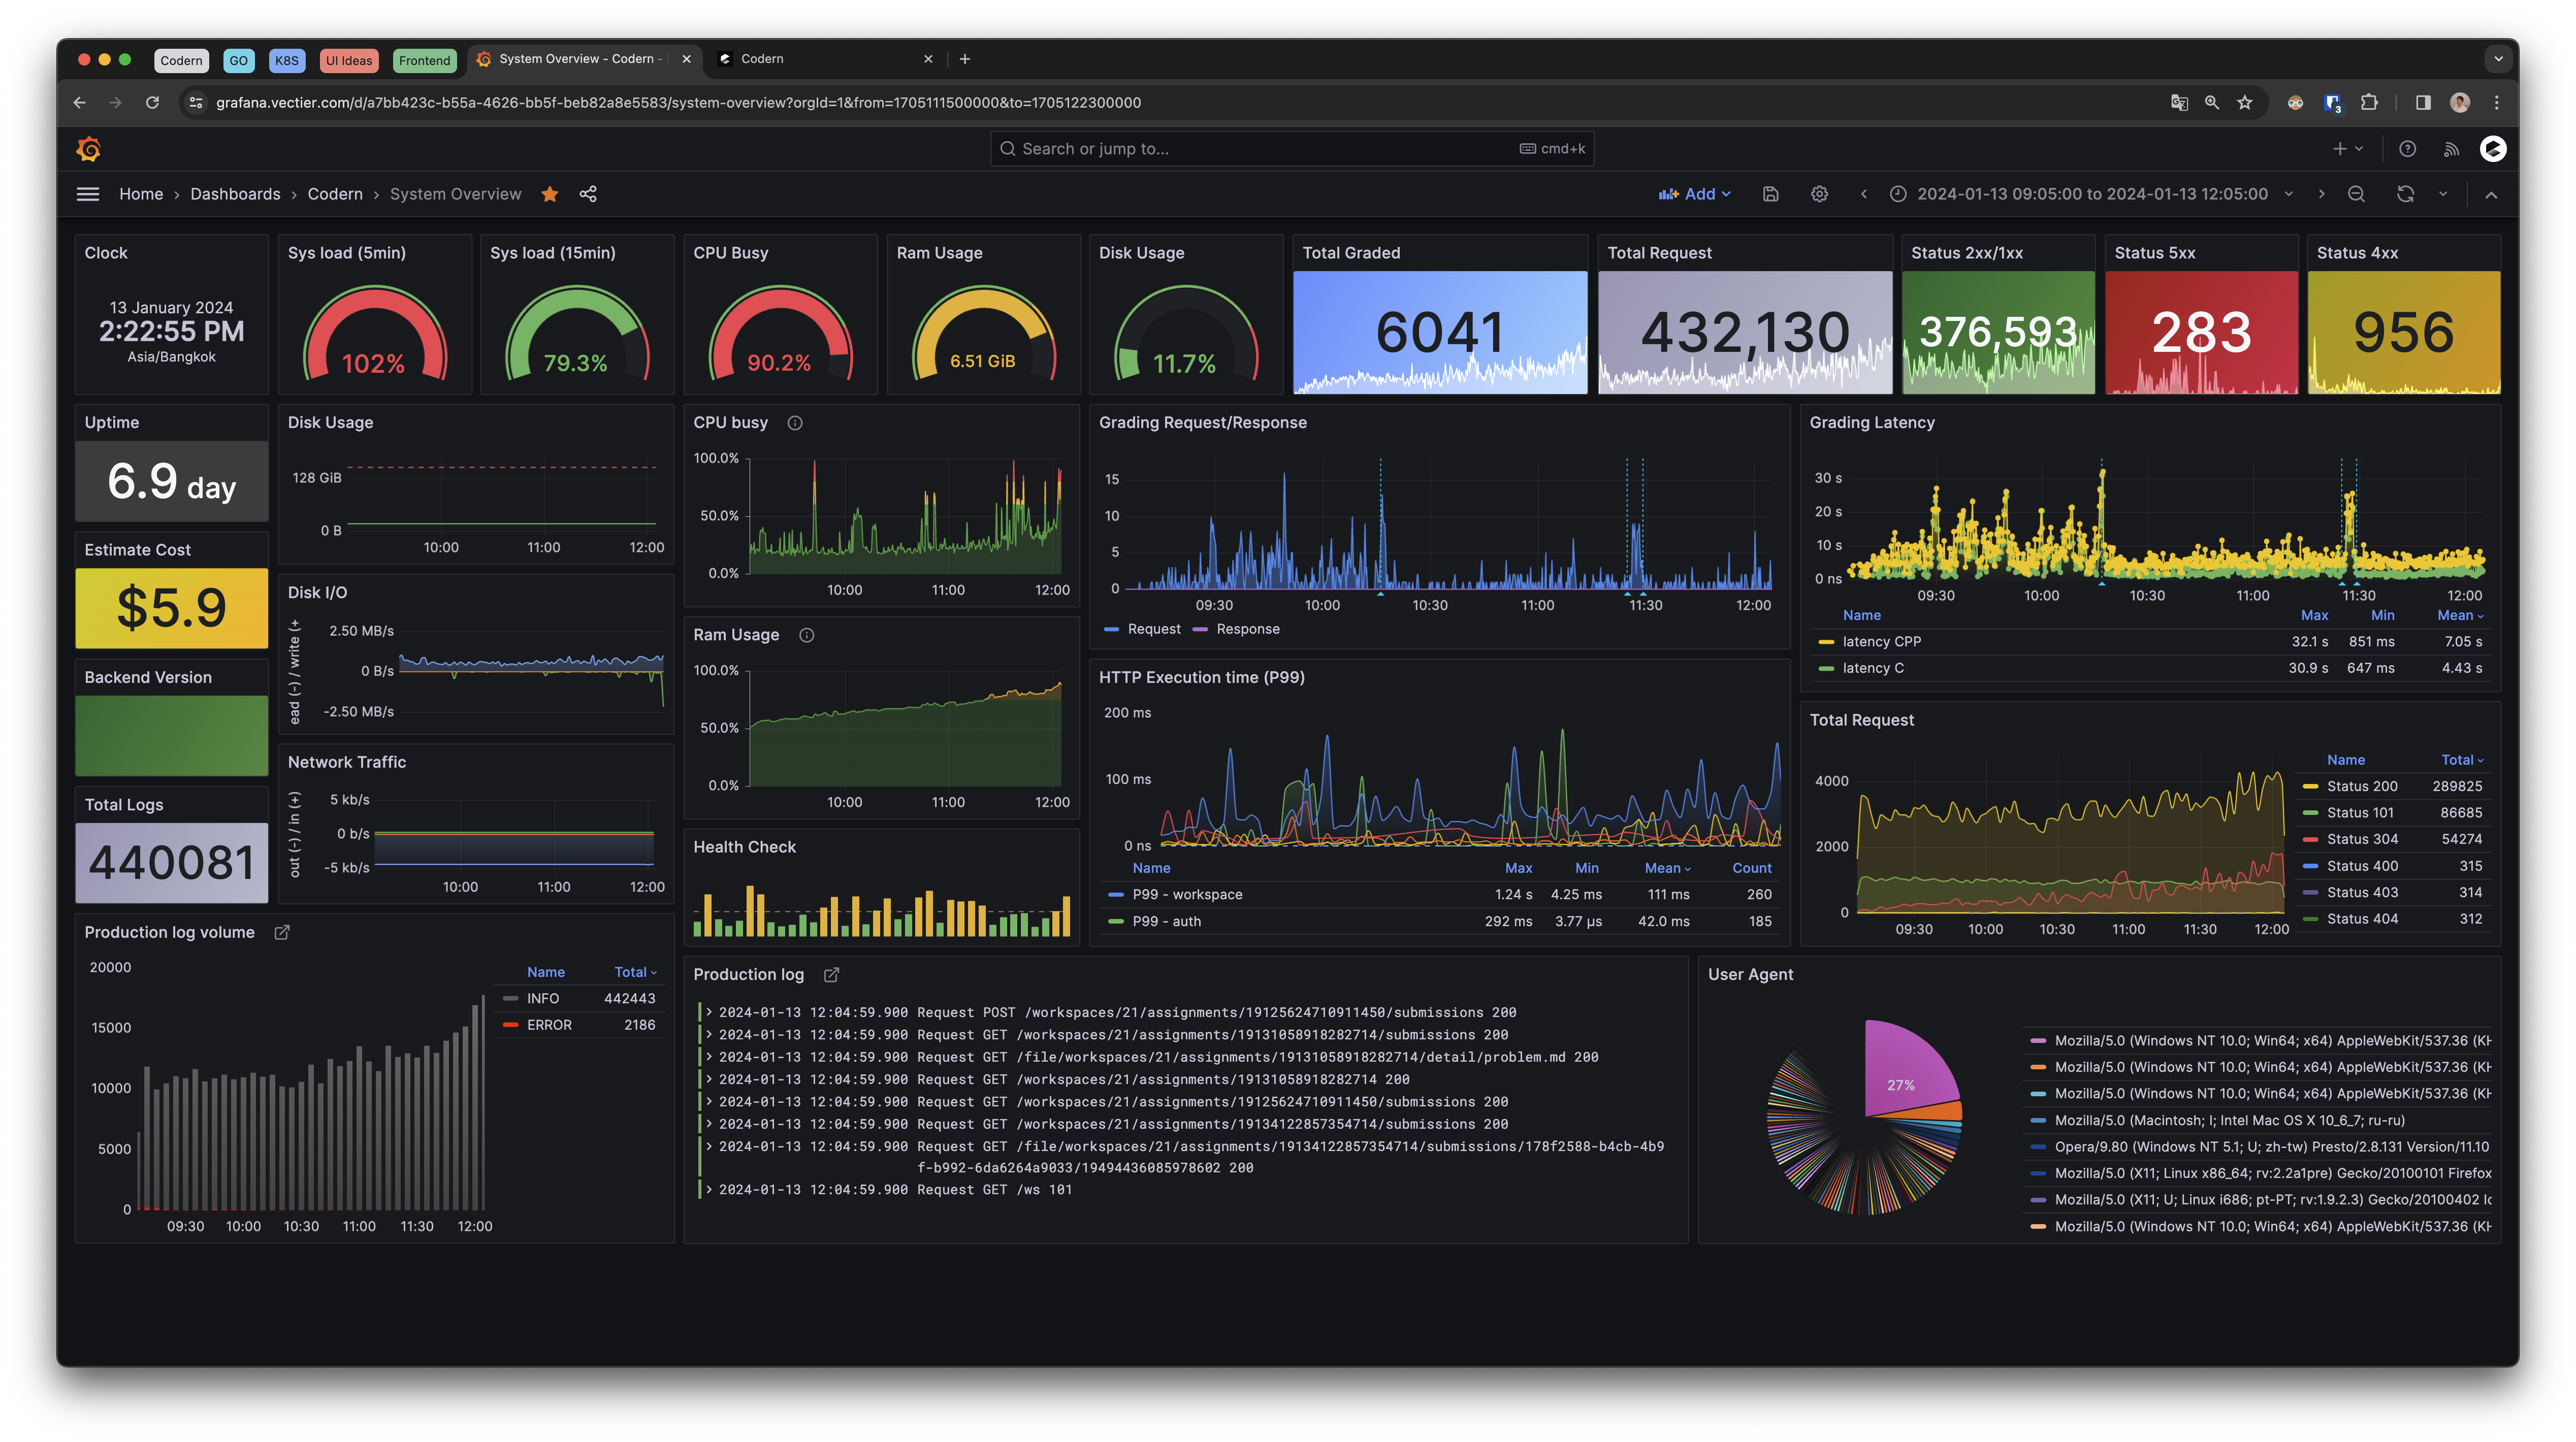 Codern
GO
K8S
UI Ideas
Frontend
System Overview - Codern -
Codern
grafana.vectier.com/d/a7bb423c-b55a-4626-bb5f-beb82a8e5583/system-overview?orgId=1&from=1705111500000&to=1705122300000
3
Search or jump to...
cmd+k
Home › Dashboards › Codern › System Overview
Add
2024-01-13 09:05:00 to 2024-01-13 12:05:00
Clock
13 January 2024
2:22:55 PM
Asia/Bangkok
Sys load (5min)
102%
Sys load (15min)
79.3%
CPU Busy
90.2%
Ram Usage
6.51 GiB
Disk Usage
11.7%
Total Graded
6041
Total Request
432,130
Status 2xx/1xx
376,593
Status 5xx
283
Status 4xx
956
Uptime
6.9 day
Estimate Cost
$5.9
Backend Version
Total Logs
440081
Disk Usage
128 GiB
0 B
10:00 11:00 12:00
Disk I/O
ead (-) / write (+
2.50 MB/s
0 B/s
-2.50 MB/s
Network Traffic
out (-) / in (+)
5 kb/s
0 b/s
-5 kb/s
10:00 11:00 12:00
CPU busy
100.0%
50.0%
0.0%
10:00 11:00 12:00
Ram Usage
100.0%
50.0%
0.0%
10:00 11:00 12:00
Health Check
Grading Request/Response
15
10
5
0
09:30 10:00 10:30 11:00 11:30 12:00
Request Response
HTTP Execution time (P99)
200 ms
100 ms
0 ns
Name Max Min Mean Count
P99 - workspace 1.24 s 4.25 ms 111 ms 260
P99 - auth 292 ms 3.77 µs 42.0 ms 185
Grading Latency
30 s
20 s
10 s
0 ns
09:30 10:00 10:30 11:00 11:30 12:00
Name Max Min Mean
latency CPP 32.1 s 851 ms 7.05 s
latency C 30.9 s 647 ms 4.43 s
Total Request
4000
2000
0
09:30 10:00 10:30 11:00 11:30 12:00
Name Total
Status 200 289825
Status 101 86685
Status 304 54274
Status 400 315
Status 403 314
Status 404 312
Production log volume
20000
15000
10000
5000
0
09:30 10:00 10:30 11:00 11:30 12:00
Name Total
INFO 442443
ERROR 2186
Production log
2024-01-13 12:04:59.900 Request POST /workspaces/21/assignments/19125624710911450/submissions 200
2024-01-13 12:04:59.900 Request GET /workspaces/21/assignments/19131058918282714/submissions 200
2024-01-13 12:04:59.900 Request GET /file/workspaces/21/assignments/19131058918282714/detail/problem.md 200
2024-01-13 12:04:59.900 Request GET /workspaces/21/assignments/19131058918282714 200
2024-01-13 12:04:59.900 Request GET /workspaces/21/assignments/19125624710911450/submissions 200
2024-01-13 12:04:59.900 Request GET /workspaces/21/assignments/19134122857354714/submissions 200
2024-01-13 12:04:59.900 Request GET /file/workspaces/21/assignments/19134122857354714/submissions/178f2588-b4cb-4b9
f-b992-6da6264a9033/19494436085978602 200
2024-01-13 12:04:59.900 Request GET /ws 101
User Agent
27%
Mozilla/5.0 (Windows NT 10.0; Win64; x64) AppleWebKit/537.36 (KH
Mozilla/5.0 (Windows NT 10.0; Win64; x64) AppleWebKit/537.36 (KH
Mozilla/5.0 (Windows NT 10.0; Win64; x64) AppleWebKit/537.36 (KH
Mozilla/5.0 (Macintosh; I; Intel Mac OS X 10_6_7; ru-ru)
Opera/9.80 (Windows NT 5.1; U; zh-tw) Presto/2.8.131 Version/11.10
Mozilla/5.0 (X11; Linux x86_64; rv:2.2a1pre) Gecko/20100101 Firefox
Mozilla/5.0 (X11; U; Linux i686; pt-PT; rv:1.9.2.3) Gecko/20100402 Ic
Mozilla/5.0 (Windows NT 10.0; Win64; x64) AppleWebKit/537.36 (KH